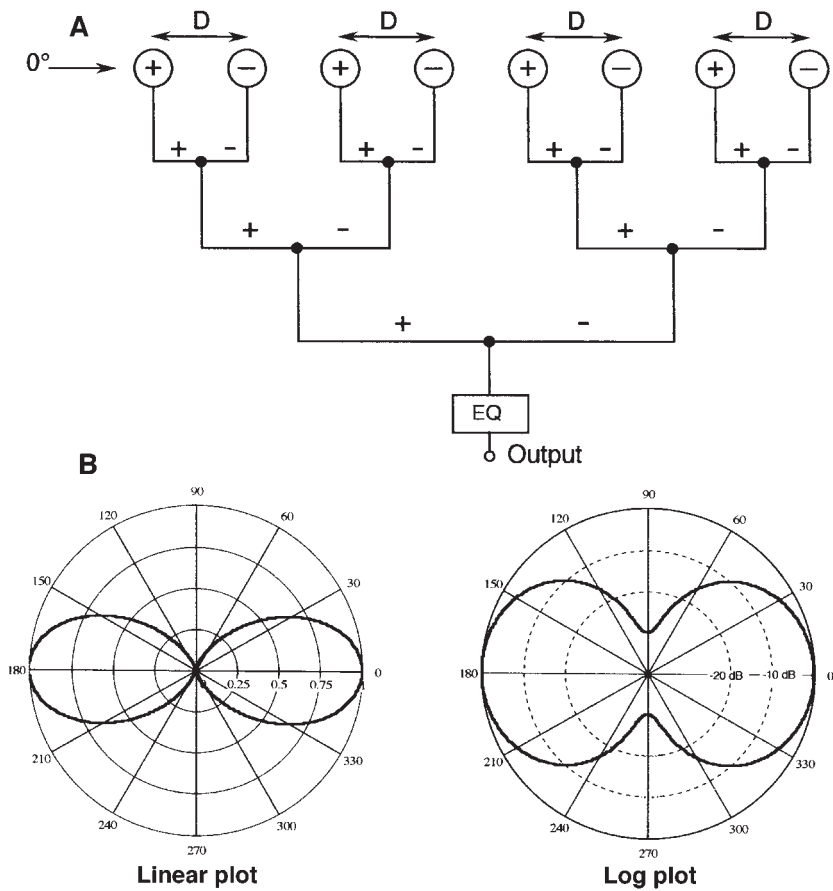 A
D D D D
0°
+ − + − + − + −
+ - + - + - + -
+ - + -
+ -
EQ
Output
B
90 90
120 60 120 60
150 30 150 30
180 0 0.25 0.5 0.75 1 0 180 -20 dB -10 dB 0
210 330 210 330
240 300 240 300
270 270
Linear plot Log plot